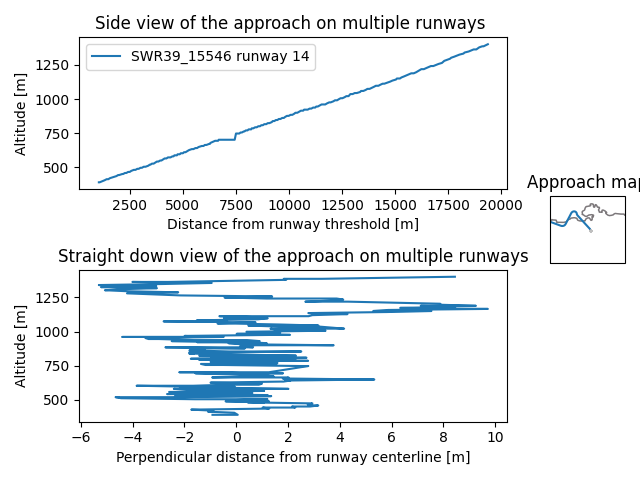 Side view of the approach on multiple runways
SWR39_15546 runway 14
Altitude [m]
1250
1000
750
500
2500 5000 7500 10000 12500 15000 17500 20000
Distance from runway threshold [m]
Approach map
Straight down view of the approach on multiple runways
Altitude [m]
1250
1000
750
500
−6 −4 −2 0 2 4 6 8 10
Perpendicular distance from runway centerline [m]